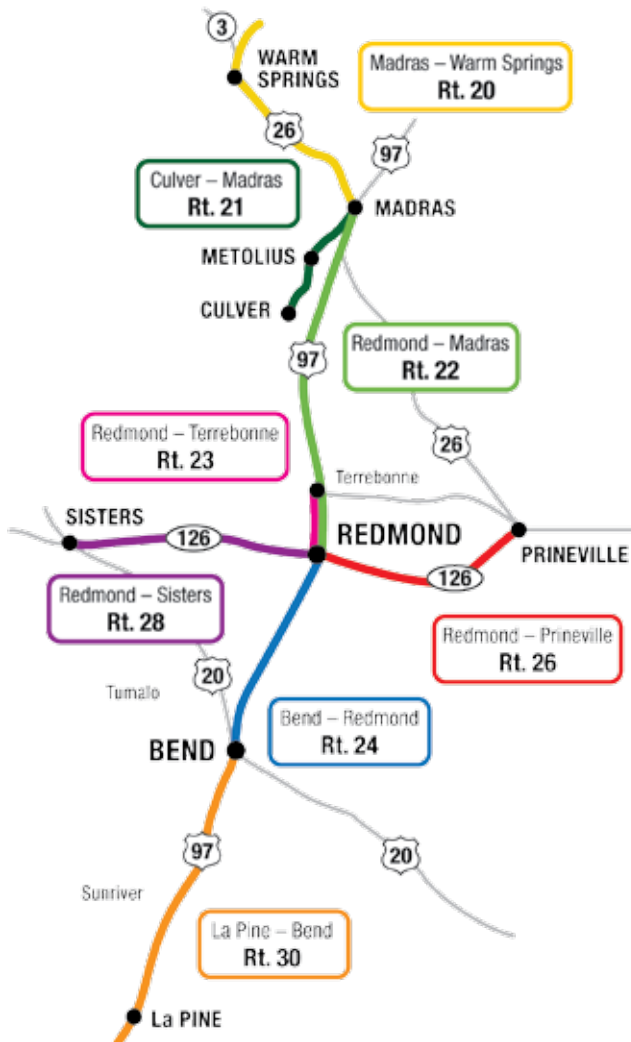 3
WARM
SPRINGS
Madras – Warm Springs
Rt. 20
26
97
Culver – Madras
Rt. 21
MADRAS
METOLIUS
CULVER
97
Redmond – Madras
Rt. 22
Redmond – Terrebonne
Rt. 23
26
Terrebonne
SISTERS
126
REDMOND
PRINEVILLE
126
Redmond – Sisters
Rt. 28
Redmond – Prineville
Rt. 26
20
Tumalo
Bend – Redmond
Rt. 24
BEND
97
20
Sunriver
La Pine – Bend
Rt. 30
La PINE